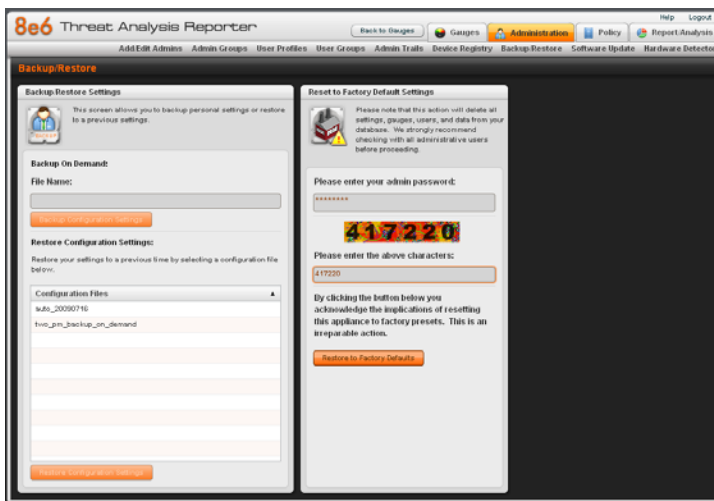 8e6 Threat Analysis Reporter
Help Logout
Back to Gauges Gauges Administration Policy Report/Analysis
Add/Edit Admins Admin Groups User Profiles User Groups Admin Trails Device Registry Backup/Restore Software Update Hardware Detector
Backup/Restore
Backup/Restore Settings
This screen allows you to backup personal settings or restore
to a previous settings.
BACKUP
Backup On Demand:
File Name:
Backup Configuration Settings
Restore Configuration Settings:
Restore your settings to a previous time by selecting a configuration file
below.
Configuration Files
auto_20090716
two_pm_backup_on_demand
Restore Configuration Settings
Reset to Factory Default Settings
Please note that this action will delete all
settings, gauges, users, and data from your
database. We strongly recommend
checking with all administrative users
before proceeding.
Please enter your admin password:
********
417220
Please enter the above characters:
417220
By clicking the button below you
acknowledge the implications of resetting
this appliance to factory presets. This is an
irreparable action.
Restore to Factory Defaults